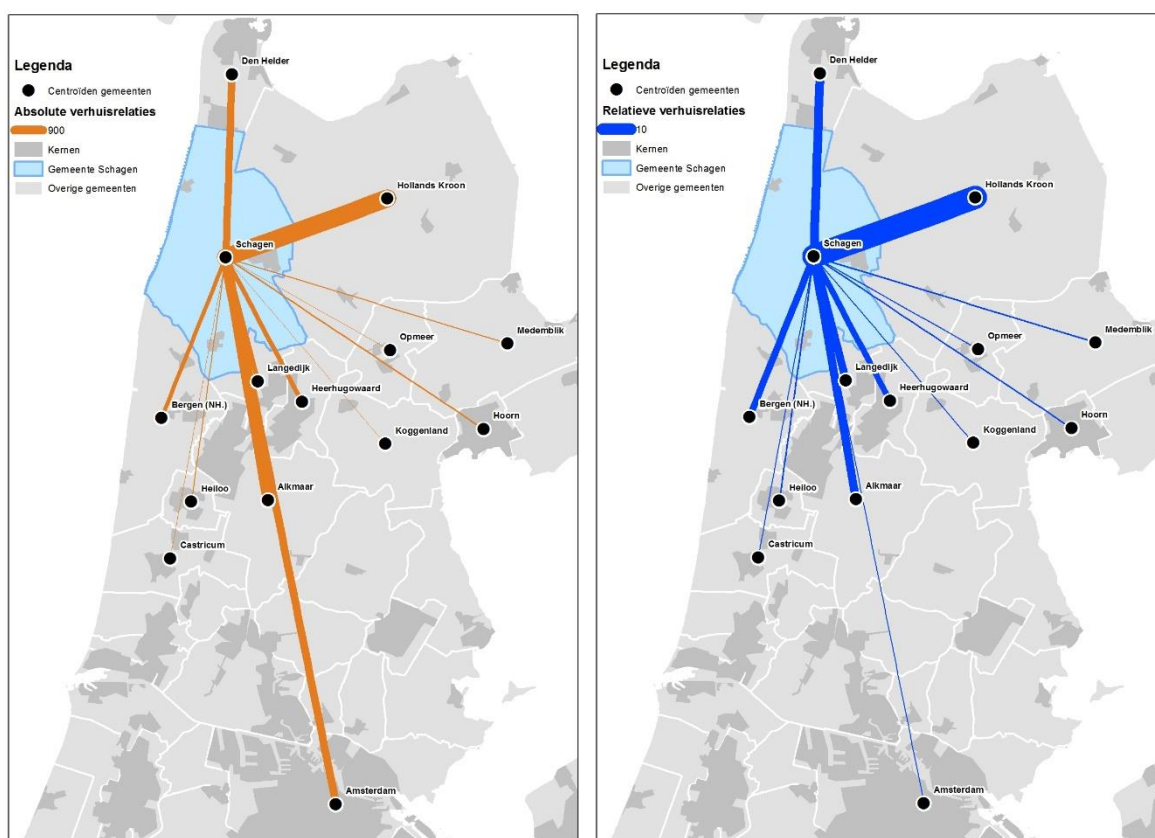 Legenda
Centroïden gemeenten
Absolute verhuisrelaties
900
Kernen
Gemeente Schagen
Overige gemeenten
Den Helder
Hollands Kroon
Schagen
Medemblik
Opmeer
Langedijk
Heerhugowaard
Bergen (NH.)
Hoorn
Koggenland
Heiloo
Alkmaar
Castricum
Amsterdam
Legenda
Centroïden gemeenten
Relatieve verhuisrelaties
10
Kernen
Gemeente Schagen
Overige gemeenten
Den Helder
Hollands Kroon
Schagen
Medemblik
Opmeer
Langedijk
Heerhugowaard
Bergen (NH.)
Hoorn
Koggenland
Heiloo
Alkmaar
Castricum
Amsterdam